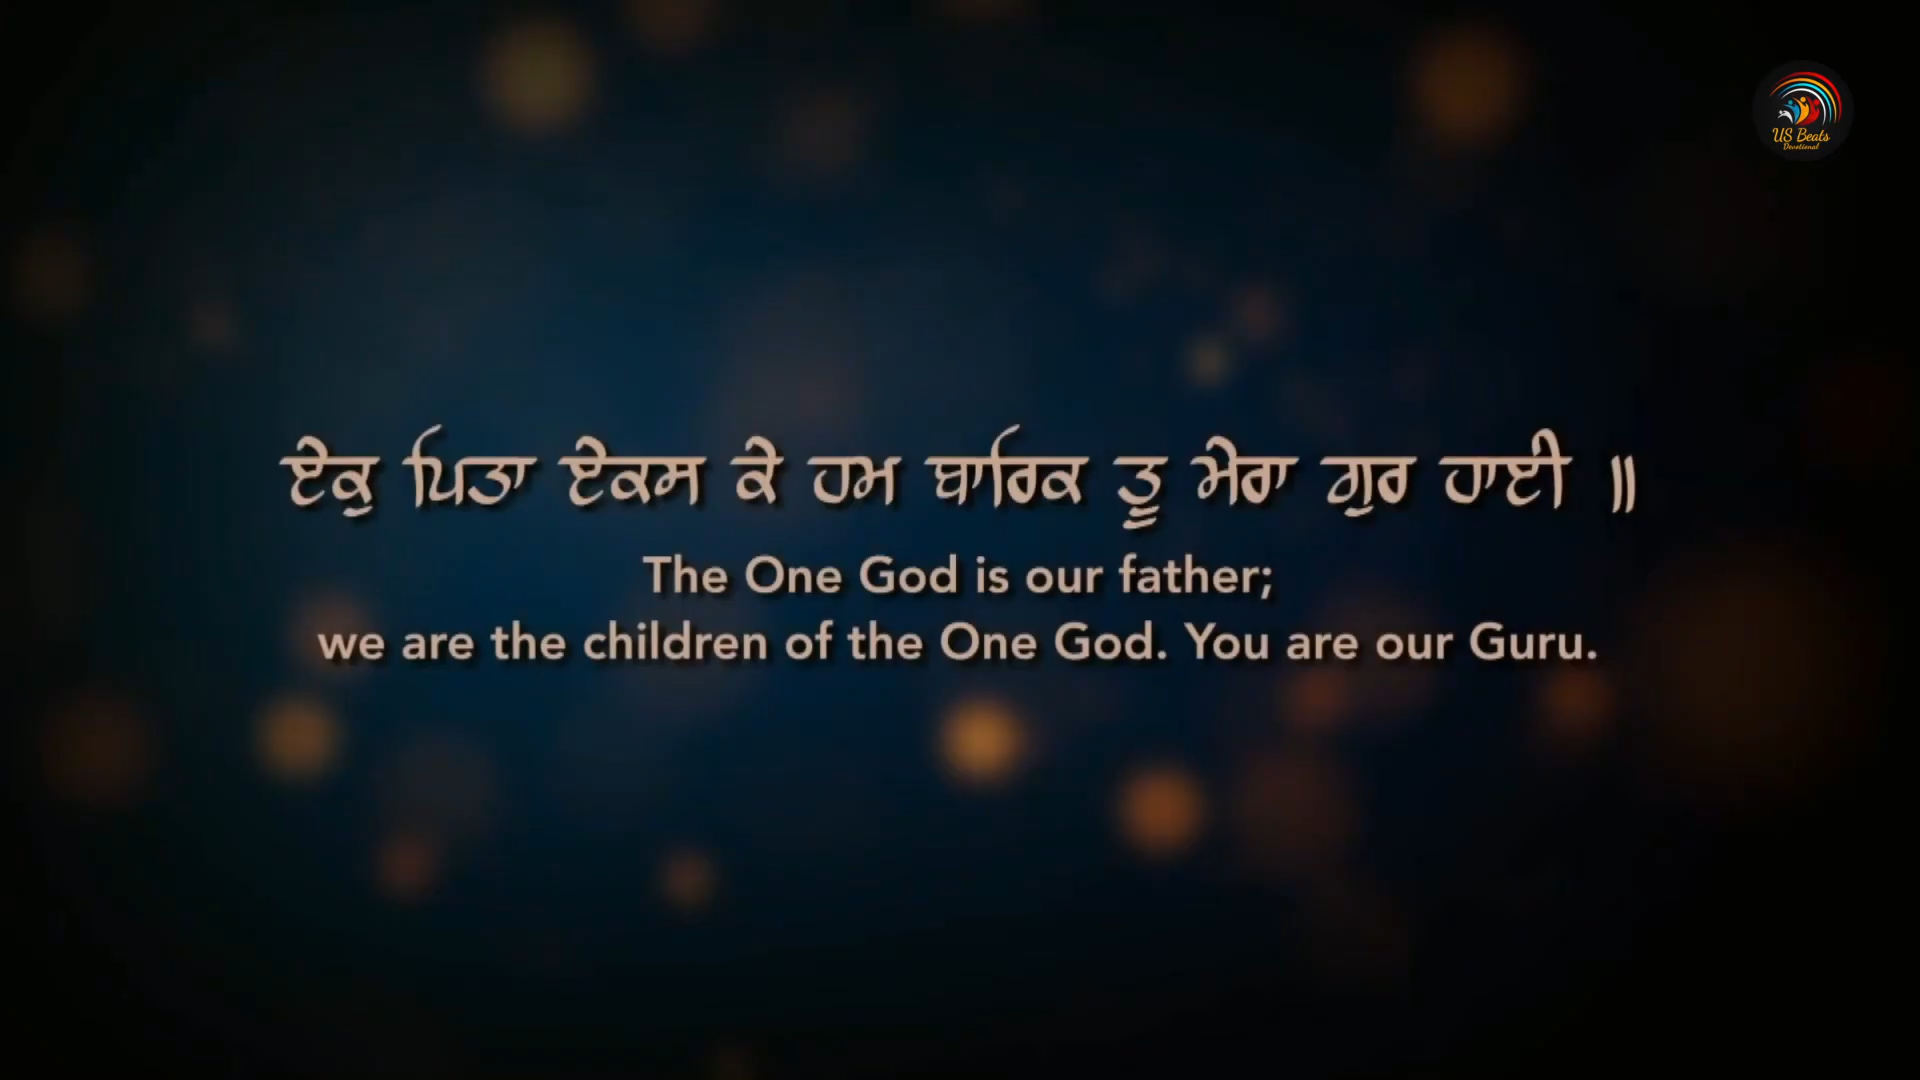 US Beats
Devotional
ਏਕੁ ਪਿਤਾ ਏਕਸ ਕੇ ਹਮ ਬਾਰਿਕ ਤੂ ਮੇਰਾ ਗੁਰ ਹਾਈ ॥
The One God is our father;
we are the children of the One God. You are our Guru.